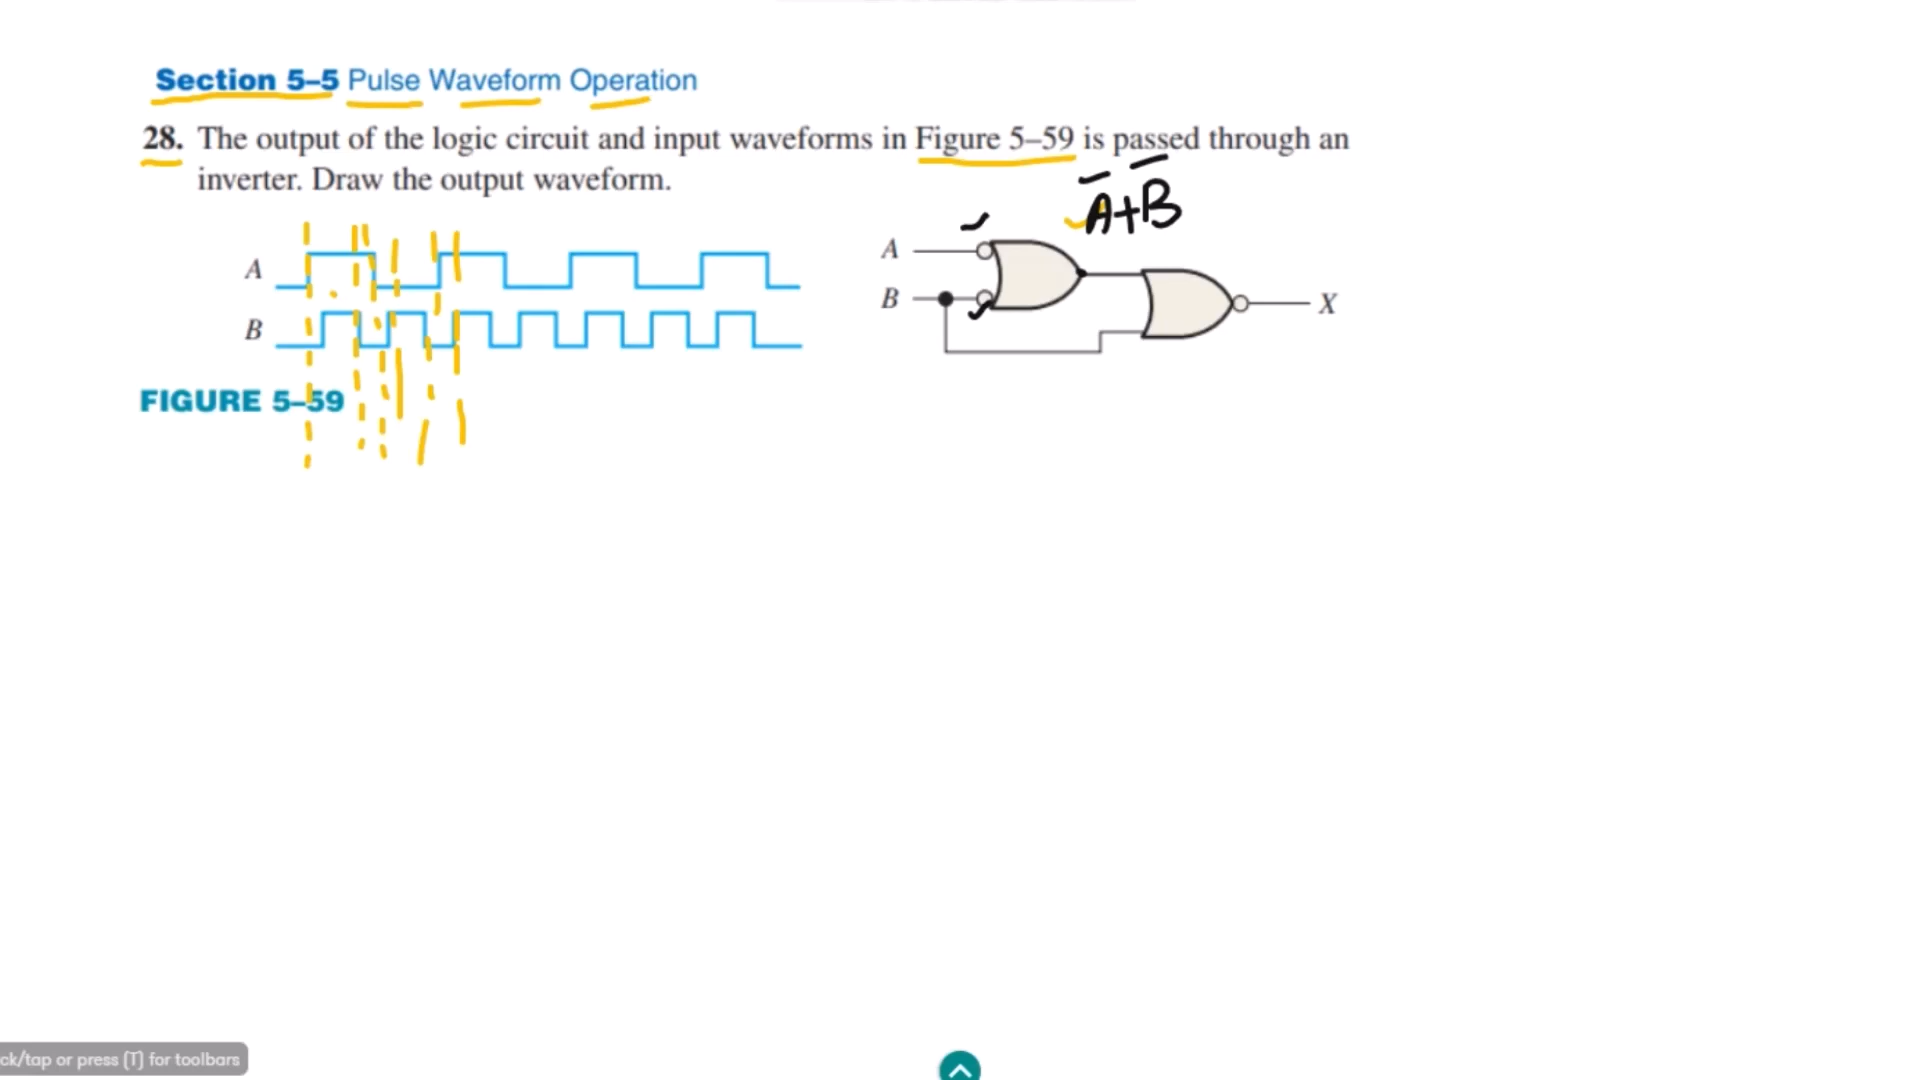 Section 5–5 Pulse Waveform Operation
28. The output of the logic circuit and input waveforms in Figure 5–59 is passed through an
inverter. Draw the output waveform.
A̅+B̅
A
B
A
B
X
FIGURE 5–59
ck/tap or press (T) for toolbars